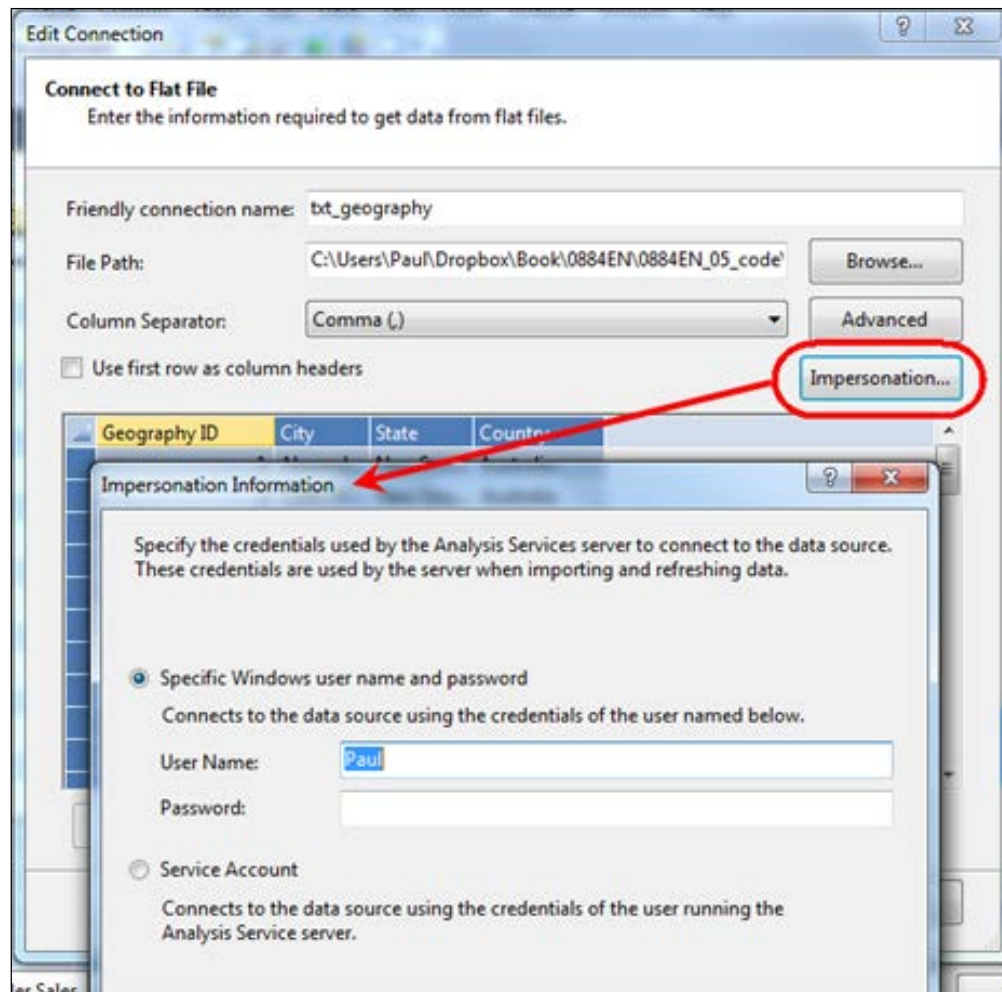 Edit Connection
Connect to Flat File
Enter the information required to get data from flat files.
Friendly connection name: txt_geography
File Path: C:\Users\Paul\Dropbox\Book\0884EN\0884EN_05_code\
Browse...
Column Separator: Comma (,)
Advanced
Use first row as column headers
Impersonation...
Geography ID City State Country
Impersonation Information
Specify the credentials used by the Analysis Services server to connect to the data source.
These credentials are used by the server when importing and refreshing data.
Specific Windows user name and password
Connects to the data source using the credentials of the user named below.
User Name: Paul
Password:
Service Account
Connects to the data source using the credentials of the user running the
Analysis Service server.
Sales